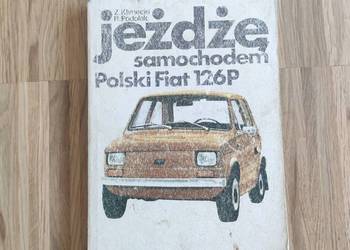 Z. Klimecki
R. Podolak
jeżdżę
samochodem
Polski Fiat 126P